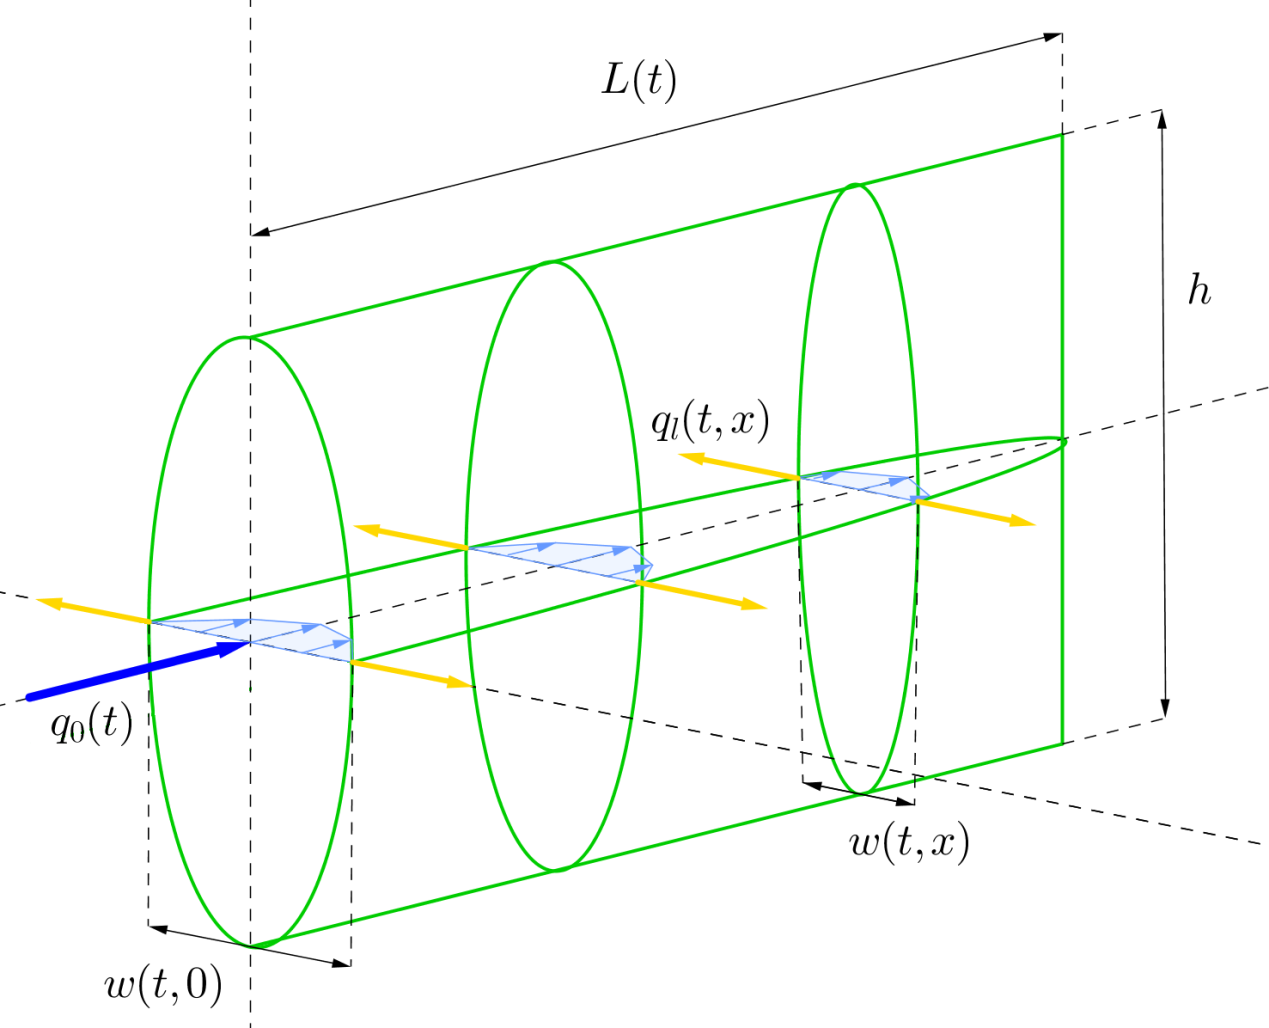 L(t)
h
q_l(t, x)
q_0(t)
w(t, x)
w(t, 0)